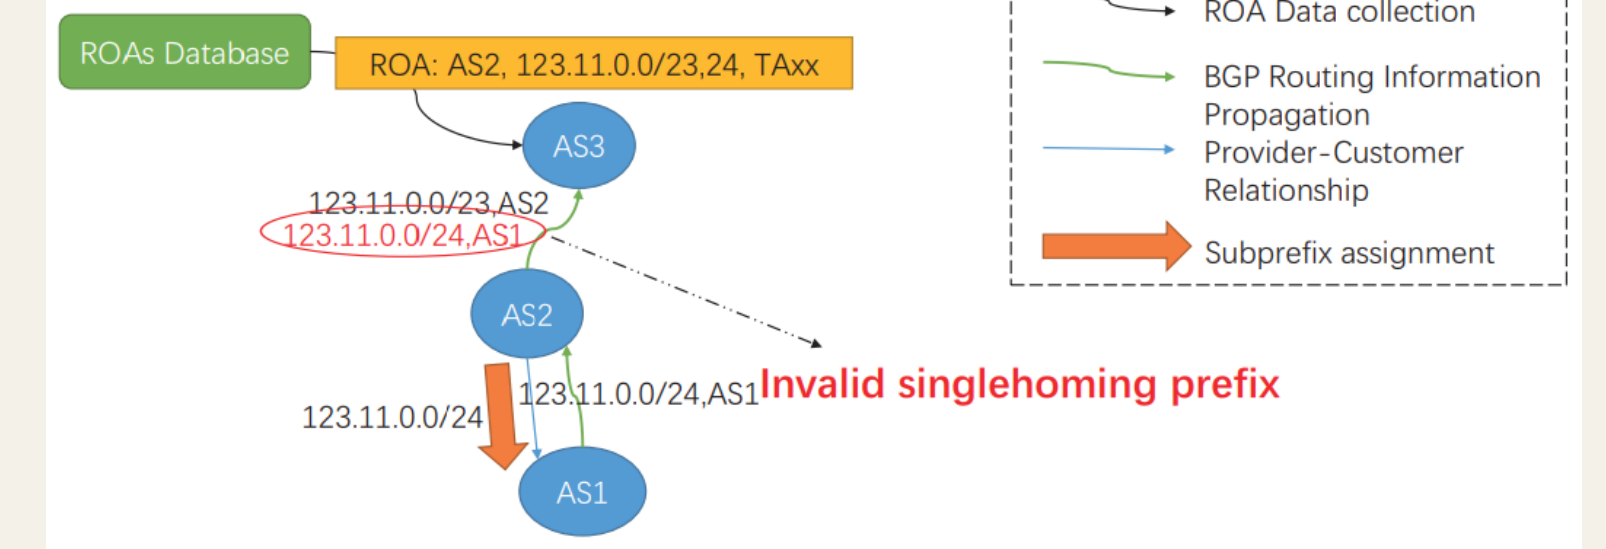 ROAs Database
ROA: AS2, 123.11.0.0/23,24, TAxx
ROA Data collection
BGP Routing Information
Propagation
Provider-Customer
Relationship
Subprefix assignment
AS3
123.11.0.0/23,AS2
123.11.0.0/24,AS1
AS2
123.11.0.0/24,AS1
Invalid singlehoming prefix
123.11.0.0/24
AS1